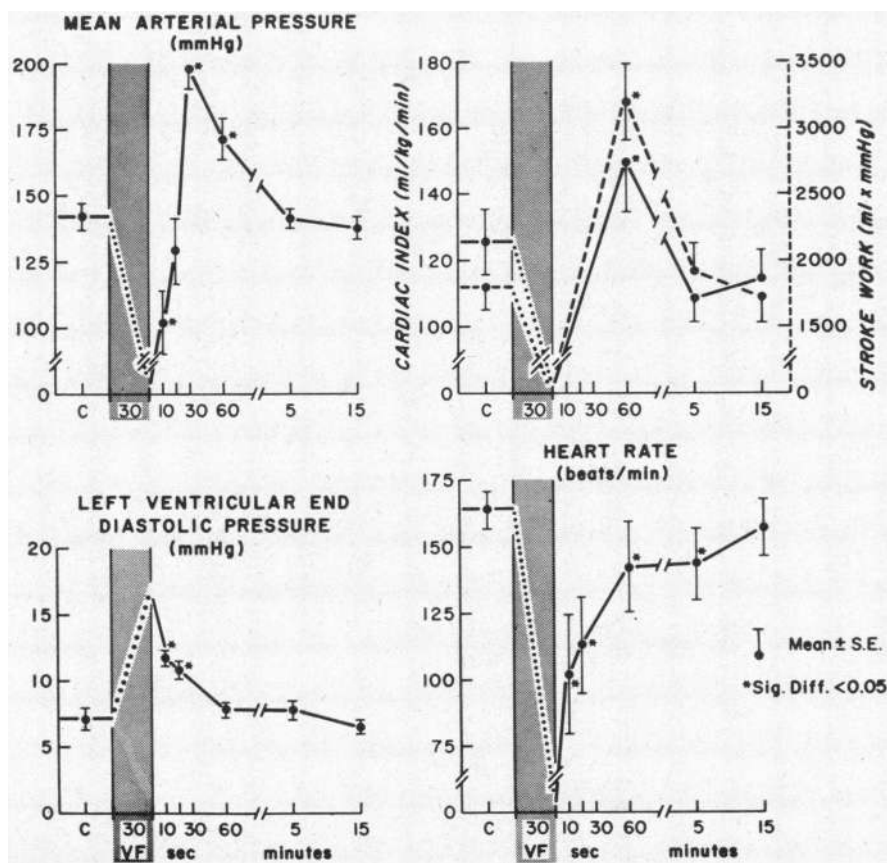 MEAN ARTERIAL PRESSURE
(mmHg)
200
175
150
125
100
0
C
30
10
30
60
5
15
CARDIAC INDEX (ml/kg/min)
180
160
140
120
110
0
STROKE WORK (ml x mmHg)
3500
3000
2500
2000
1500
0
C
30
10
30
60
5
15
LEFT VENTRICULAR END
DIASTOLIC PRESSURE
(mmHg)
20
15
10
5
0
C
30
10
30
60
5
15
VF
sec
minutes
HEART RATE
(beats/min)
175
150
125
100
75
0
Mean ± S.E.
*Sig. Diff. <0.05
C
30
10
30
60
5
15
VF
sec
minutes